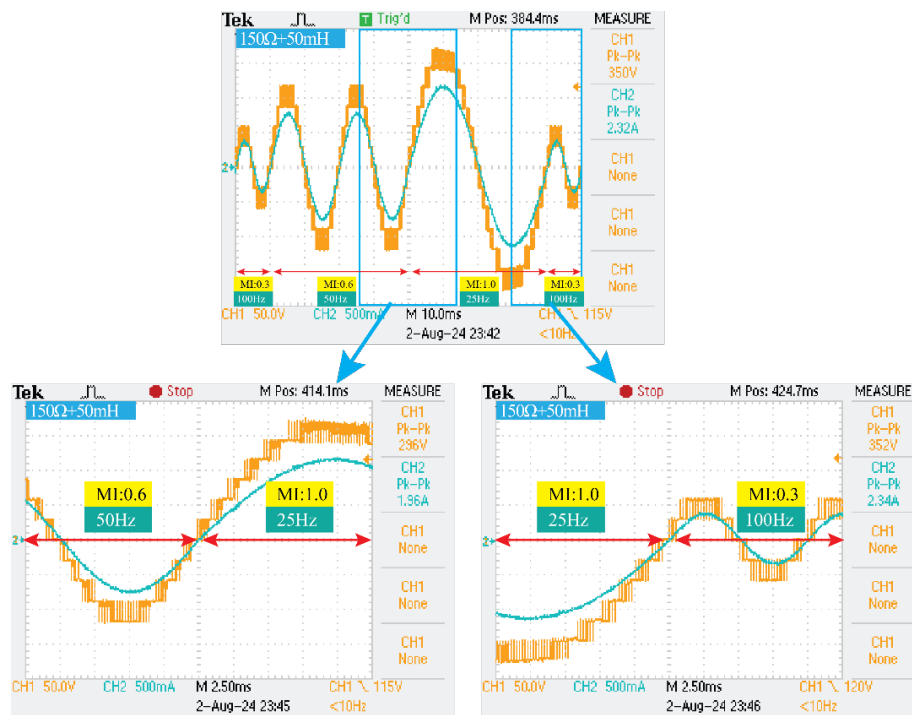 Tek T Trig'd M Pos: 384.4ms MEASURE
150Ω+50mH
CH1
Pk-Pk
350V
CH2
Pk-Pk
2.32A
CH1
None
CH1
None
CH1
None
2
MI:0.3 MI:0.6 MI:1.0 MI:0.3
100Hz 50Hz 25Hz 100Hz
CH1 50.0V CH2 500mA M 10.0ms CH1 \ 115V
2-Aug-24 23:42 <10Hz
Tek Stop M Pos: 414.1ms MEASURE
150Ω+50mH
CH1
Pk-Pk
296V
CH2
Pk-Pk
1.96A
MI:0.6 MI:1.0
50Hz 25Hz
CH1
None
2
CH1
None
CH1
None
CH1 50.0V CH2 500mA M 2.50ms CH1 \ 115V
2-Aug-24 23:45 <10Hz
Tek Stop M Pos: 424.7ms MEASURE
150Ω+50mH
CH1
Pk-Pk
352V
CH2
Pk-Pk
2.34A
MI:1.0 MI:0.3
25Hz 100Hz
CH1
None
2
CH1
None
CH1
None
CH1 50.0V CH2 500mA M 2.50ms CH1 \ 120V
2-Aug-24 23:46 <10Hz